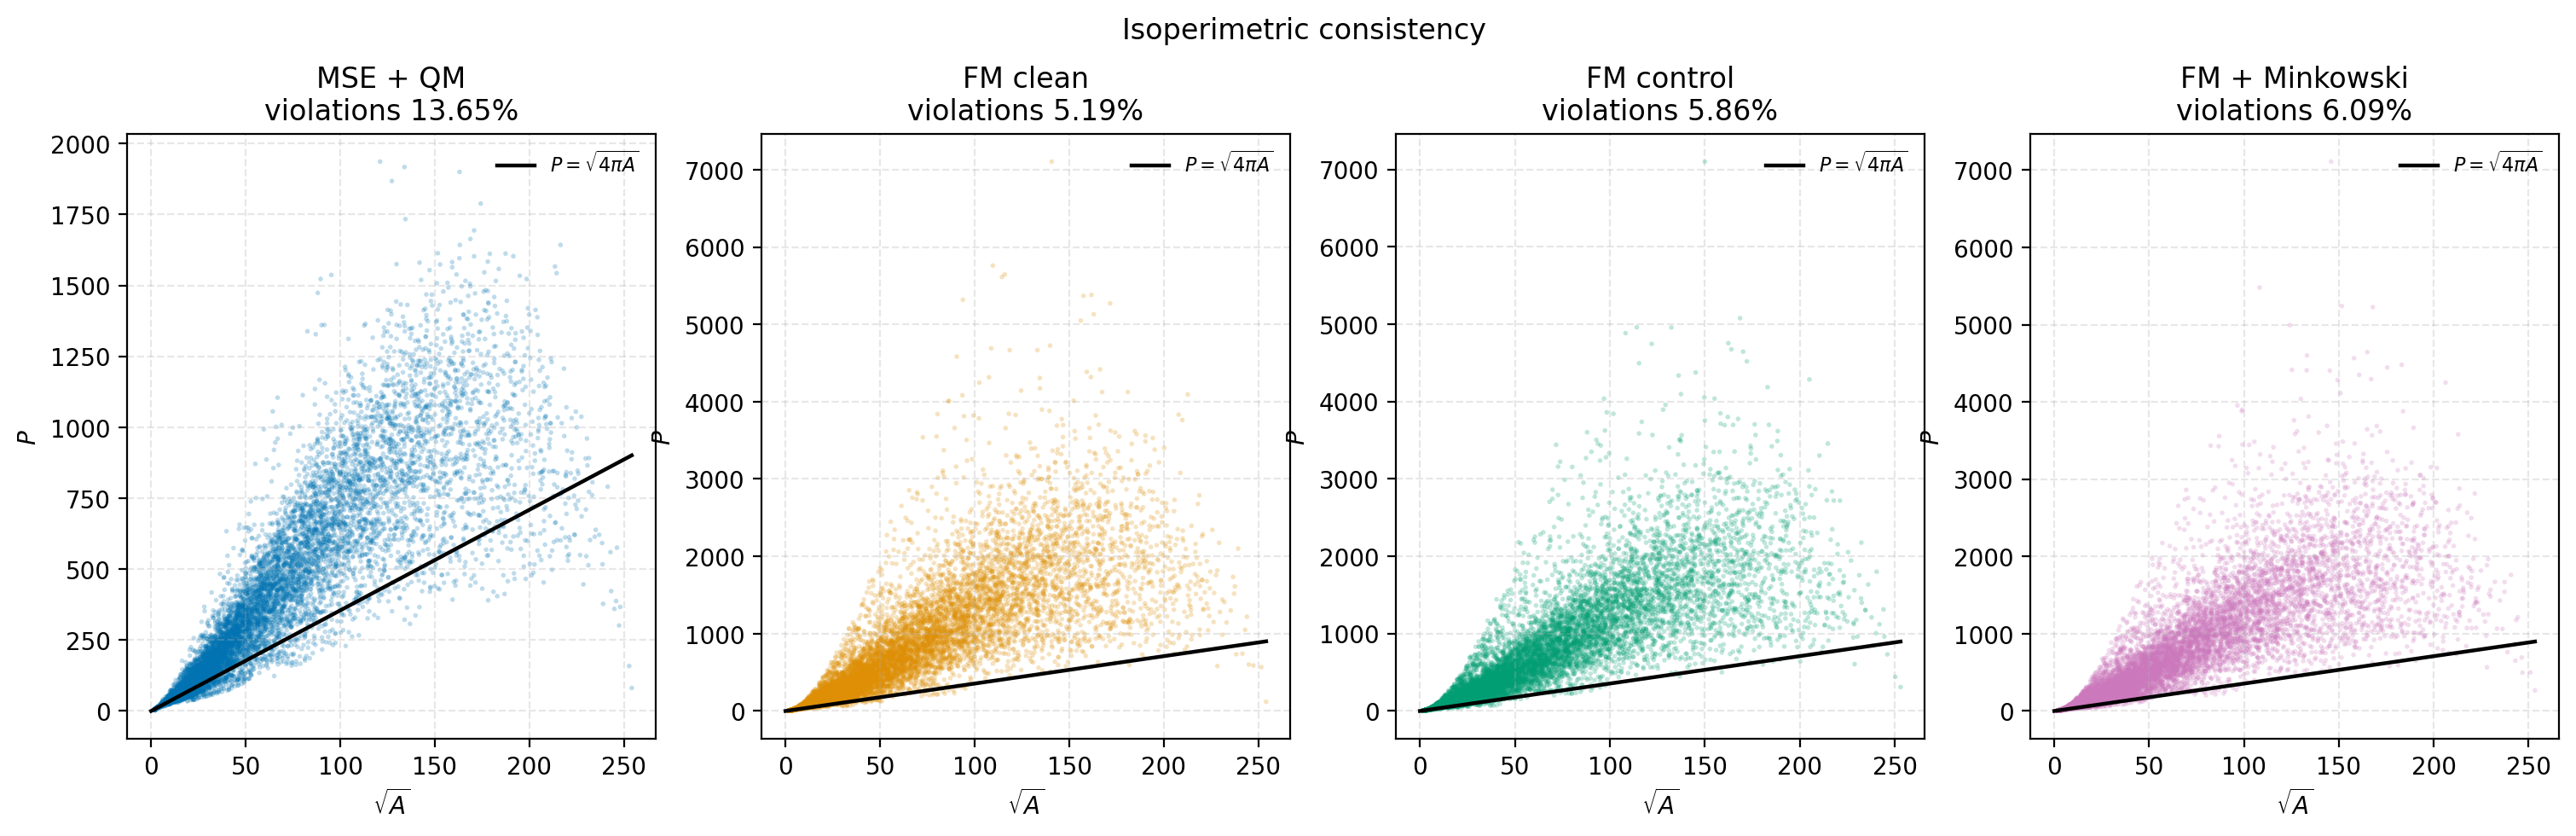 Isoperimetric consistency
MSE + QM
violations 13.65%
P
2000
1750
1500
1250
1000
750
500
250
0
P = √4πA
0 50 100 150 200 250
√A
FM clean
violations 5.19%
P
7000
6000
5000
4000
3000
2000
1000
0
P = √4πA
0 50 100 150 200 250
√A
FM control
violations 5.86%
P
7000
6000
5000
4000
3000
2000
1000
0
P = √4πA
0 50 100 150 200 250
√A
FM + Minkowski
violations 6.09%
P
7000
6000
5000
4000
3000
2000
1000
0
P = √4πA
0 50 100 150 200 250
√A